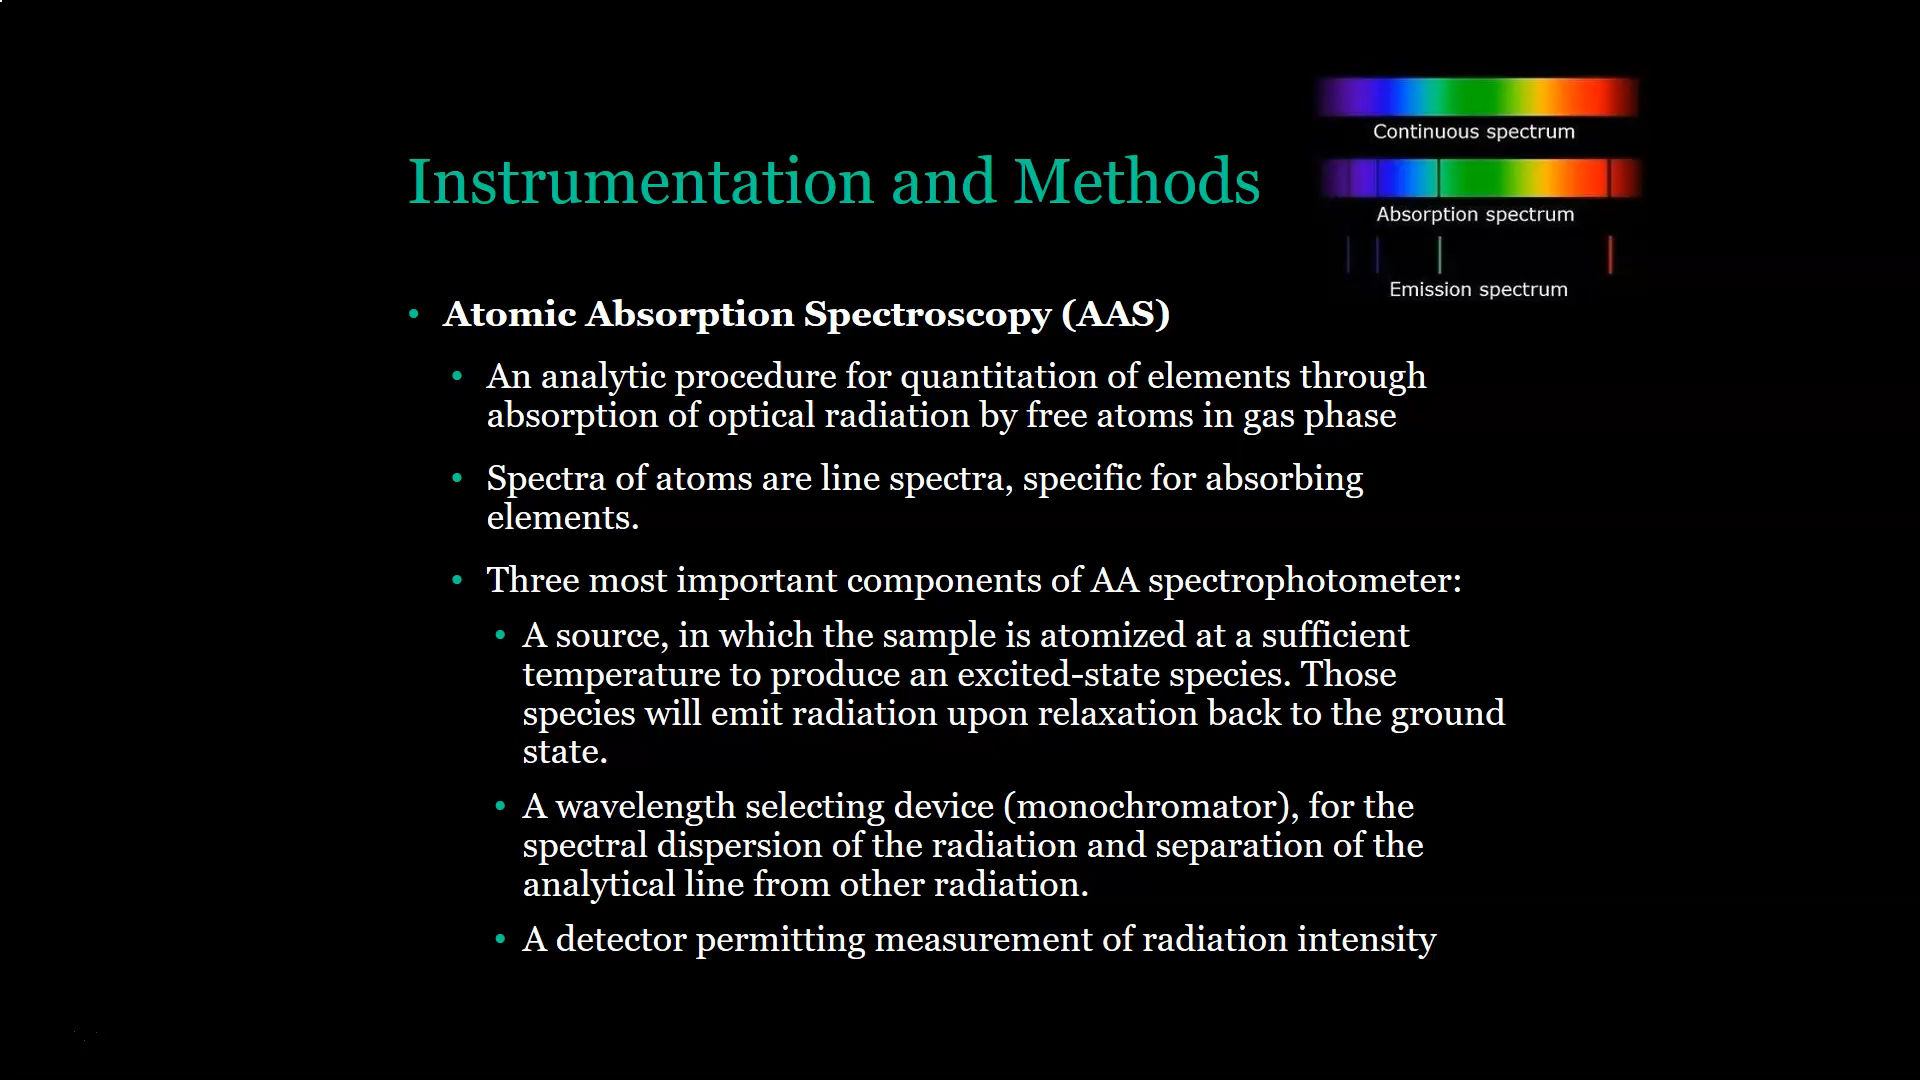 Continuous spectrum
Instrumentation and Methods
Absorption spectrum
Emission spectrum
• Atomic Absorption Spectroscopy (AAS)
• An analytic procedure for quantitation of elements through
absorption of optical radiation by free atoms in gas phase
• Spectra of atoms are line spectra, specific for absorbing
elements.
• Three most important components of AA spectrophotometer:
• A source, in which the sample is atomized at a sufficient
temperature to produce an excited-state species. Those
species will emit radiation upon relaxation back to the ground
state.
• A wavelength selecting device (monochromator), for the
spectral dispersion of the radiation and separation of the
analytical line from other radiation.
• A detector permitting measurement of radiation intensity